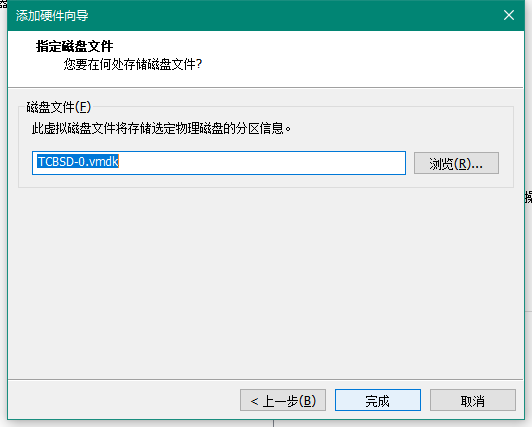 添加硬件向导
指定磁盘文件
您要在何处存储磁盘文件?
磁盘文件(F)
此虚拟磁盘文件将存储选定物理磁盘的分区信息。
TCBSD-0.vmdk
浏览(R)...
< 上一步(B)
完成
取消